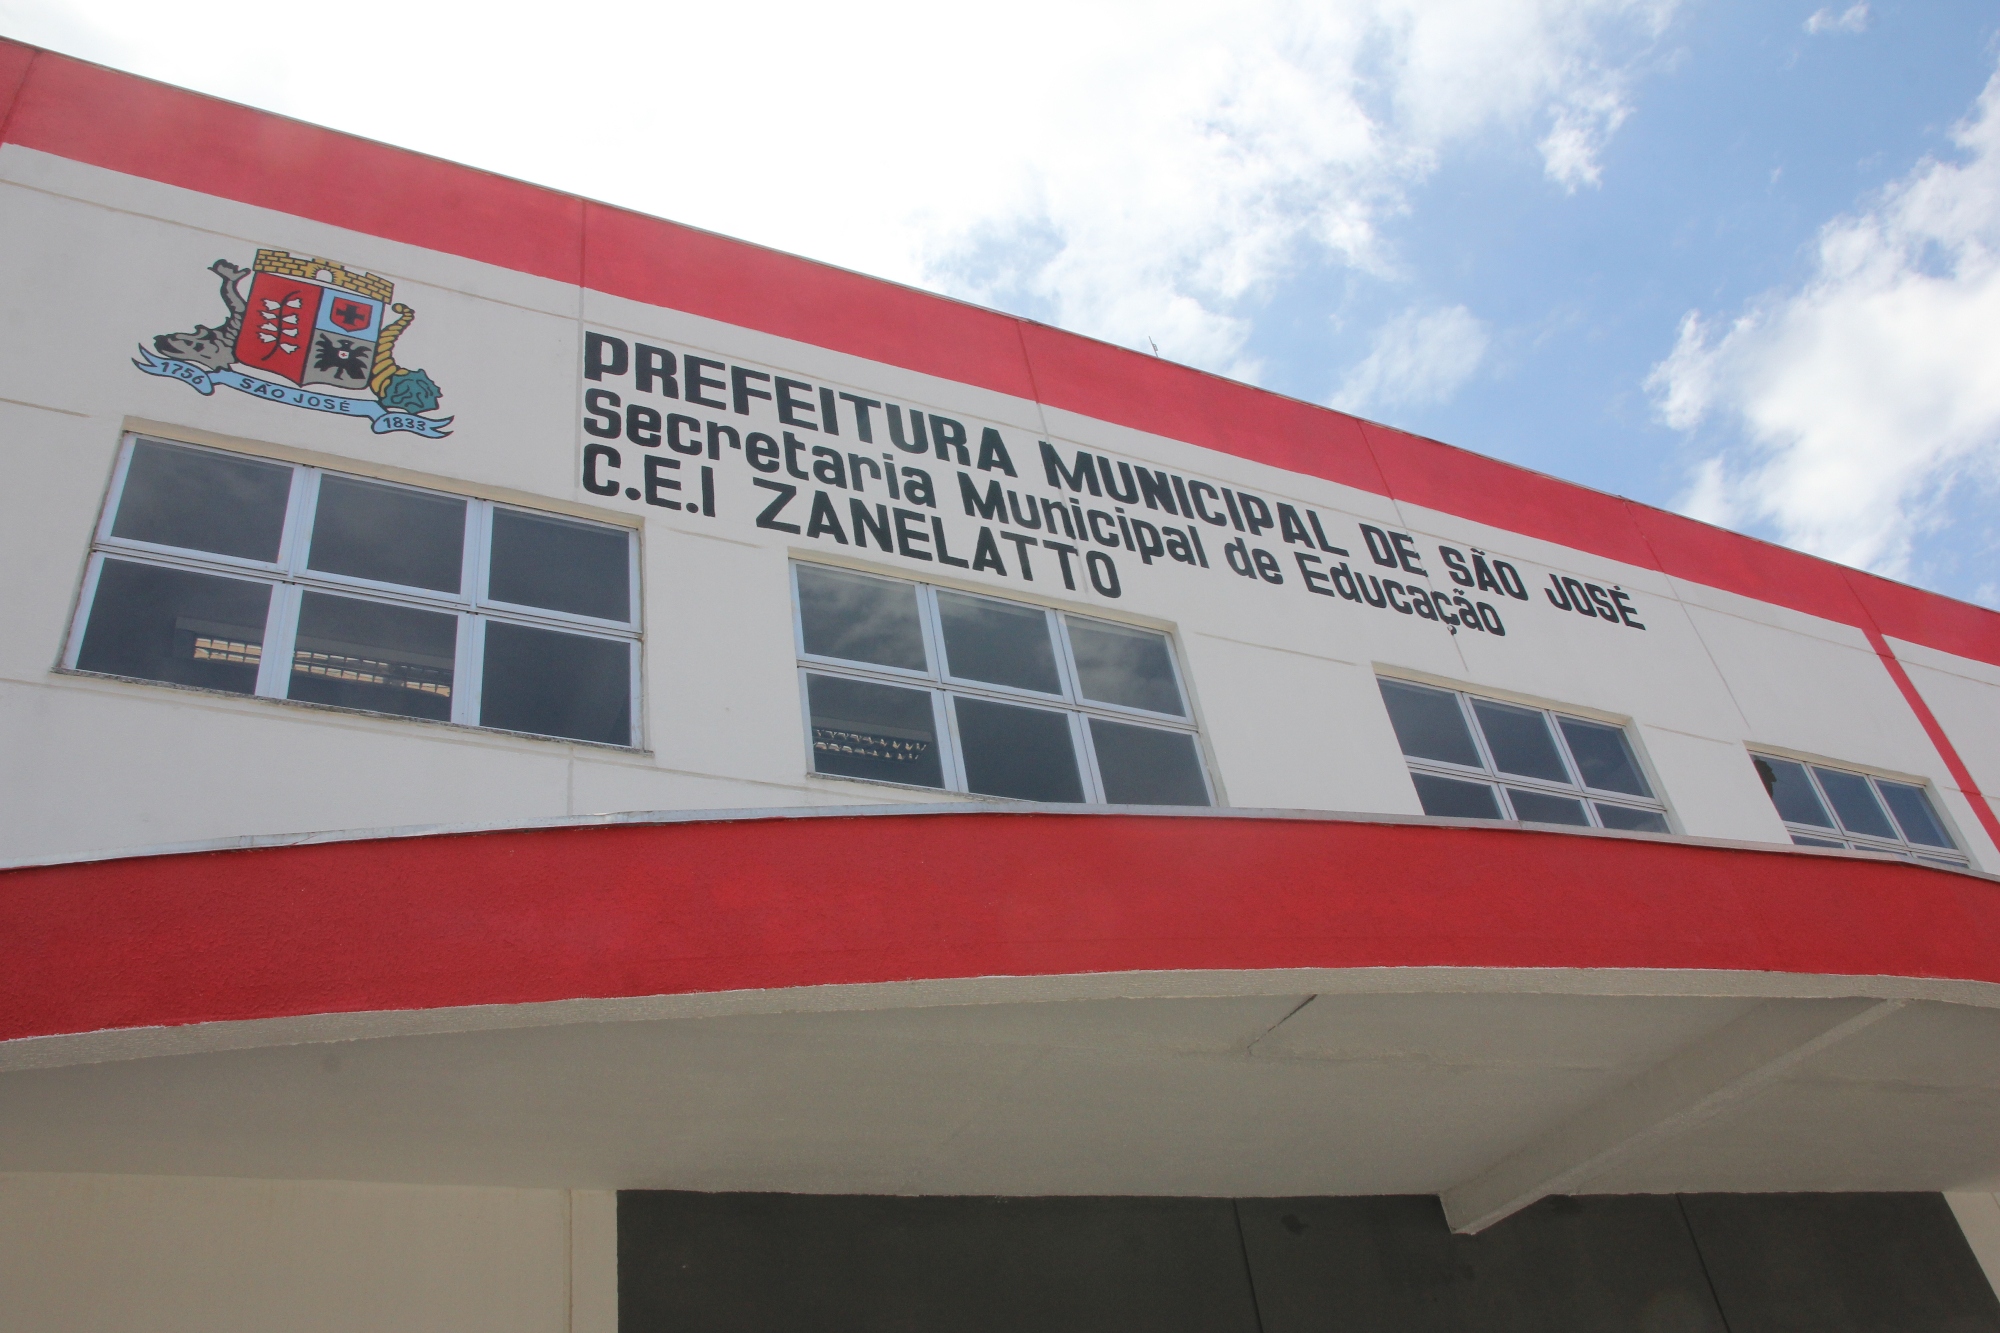 1756 SÃO JOSÉ 1833
PREFEITURA MUNICIPAL DE SÃO JOSÉ
Secretaria Municipal de Educação
C.E.I ZANELATTO